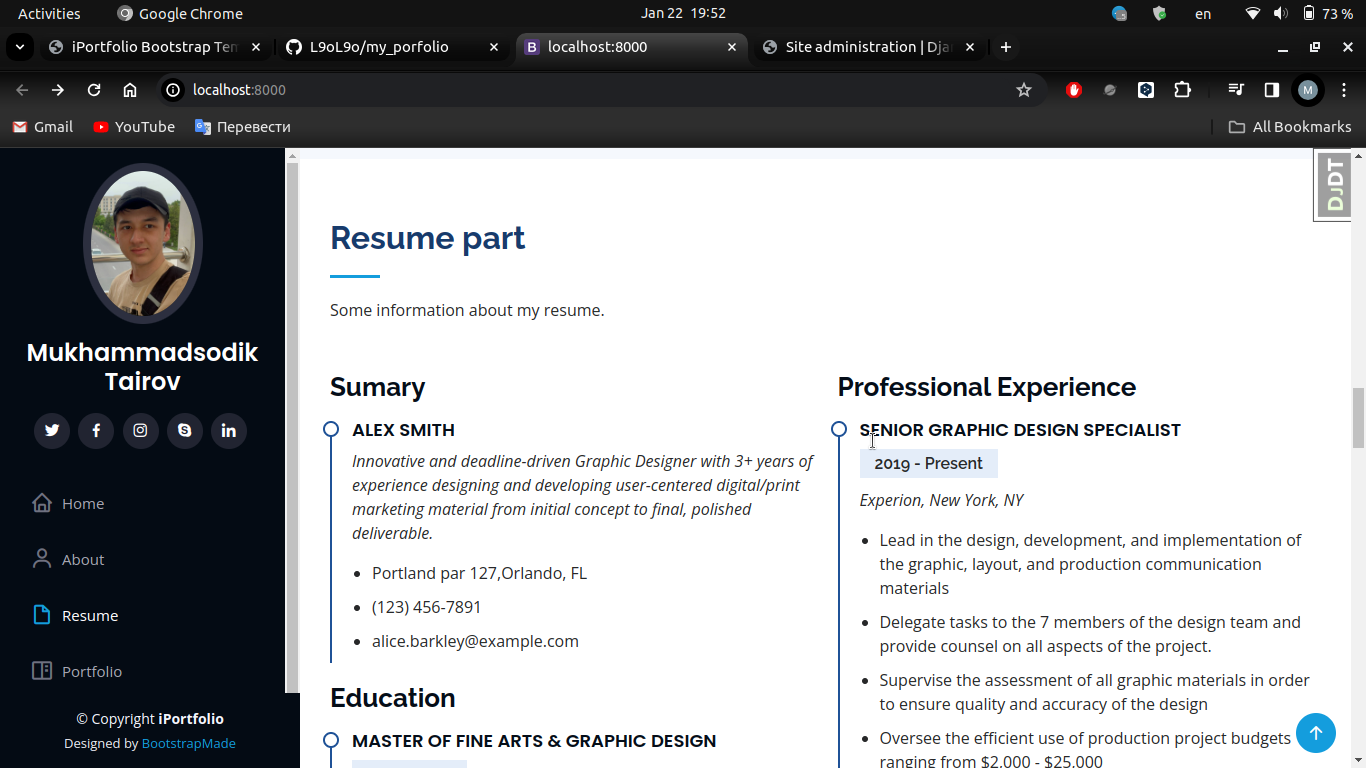 Activities
Google Chrome
Jan 22 19:52
en
73 %
iPortfolio Bootstrap Tem
L9oL9o/my_porfolio
localhost:8000
Site administration | Dja
localhost:8000
Gmail
YouTube
Перевести
All Bookmarks
DJDT
M
Mukhammadsodik
Tairov
Home
About
Resume
Portfolio
© Copyright iPortfolio
Designed by BootstrapMade
Resume part
Some information about my resume.
Sumary
ALEX SMITH
Innovative and deadline-driven Graphic Designer with 3+ years of
experience designing and developing user-centered digital/print
marketing material from initial concept to final, polished
deliverable.
Portland par 127,Orlando, FL
(123) 456-7891
alice.barkley@example.com
Education
MASTER OF FINE ARTS & GRAPHIC DESIGN
Professional Experience
SENIOR GRAPHIC DESIGN SPECIALIST
2019 - Present
Experion, New York, NY
Lead in the design, development, and implementation of
the graphic, layout, and production communication
materials
Delegate tasks to the 7 members of the design team and
provide counsel on all aspects of the project.
Supervise the assessment of all graphic materials in order
to ensure quality and accuracy of the design
Oversee the efficient use of production project budgets
ranging from $2,000 - $25,000